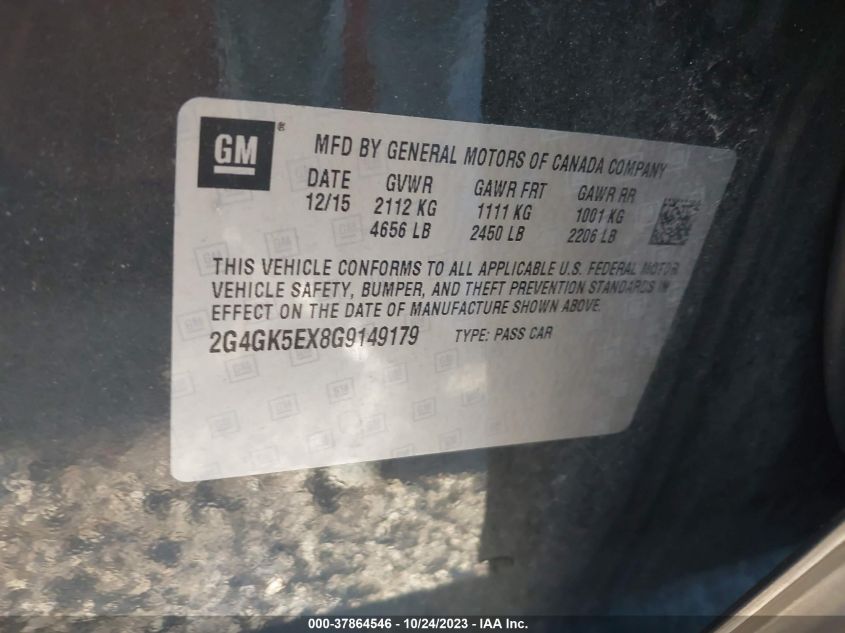 GM®
MFD BY GENERAL MOTORS OF CANADA COMPANY
DATE GVWR GAWR FRT GAWR RR
12/15 2112 KG 1111 KG 1001 KG
4656 LB 2450 LB 2206 LB
THIS VEHICLE CONFORMS TO ALL APPLICABLE U.S. FEDERAL MOTOR
VEHICLE SAFETY, BUMPER, AND THEFT PREVENTION STANDARDS IN
EFFECT ON THE DATE OF MANUFACTURE SHOWN ABOVE.
2G4GK5EX8G9149179 TYPE: PASS CAR
000-37864546 - 10/24/2023 - IAA Inc.